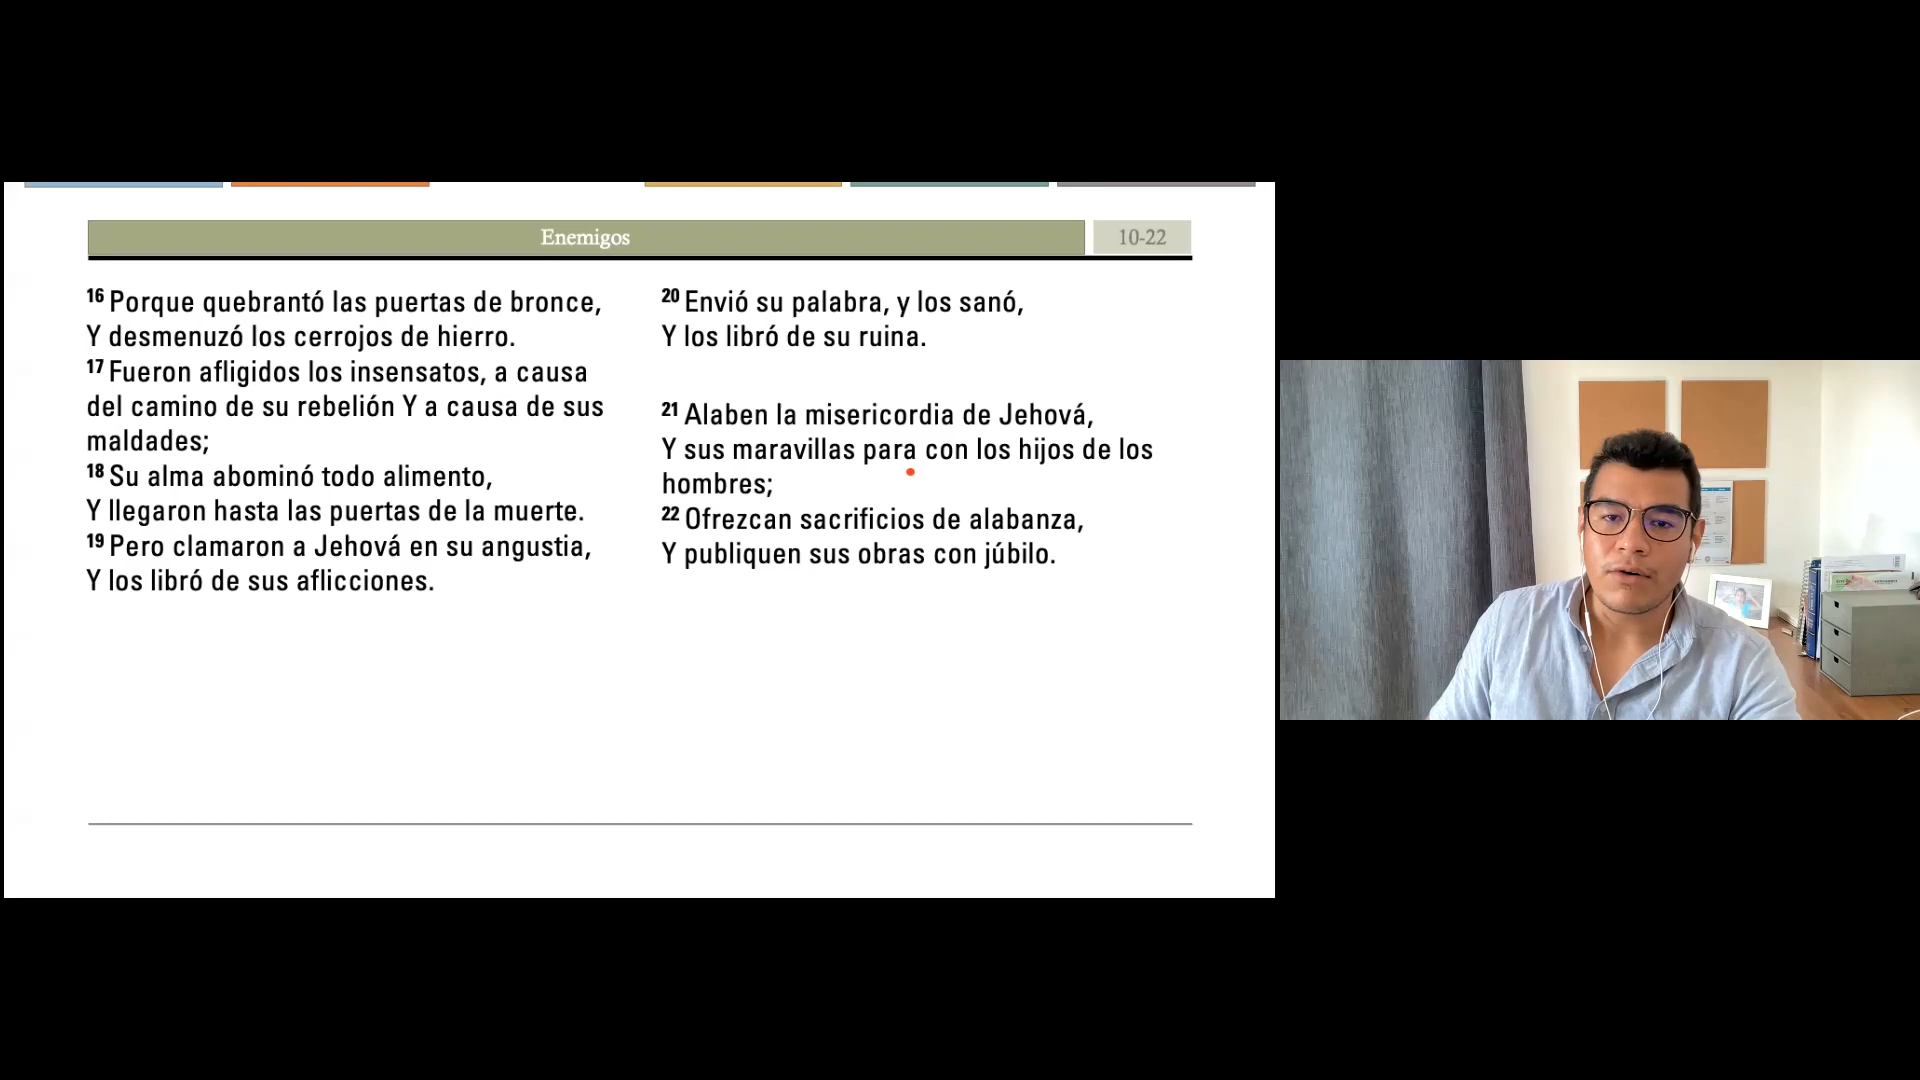 Enemigos
10-22
16 Porque quebrantó las puertas de bronce,
Y desmenuzó los cerrojos de hierro.
17 Fueron afligidos los insensatos, a causa
del camino de su rebelión Y a causa de sus
maldades;
18 Su alma abominó todo alimento,
Y llegaron hasta las puertas de la muerte.
19 Pero clamaron a Jehová en su angustia,
Y los libró de sus aflicciones.
20 Envió su palabra, y los sanó,
Y los libró de su ruina.
21 Alaben la misericordia de Jehová,
Y sus maravillas para con los hijos de los
hombres;
22 Ofrezcan sacrificios de alabanza,
Y publiquen sus obras con júbilo.